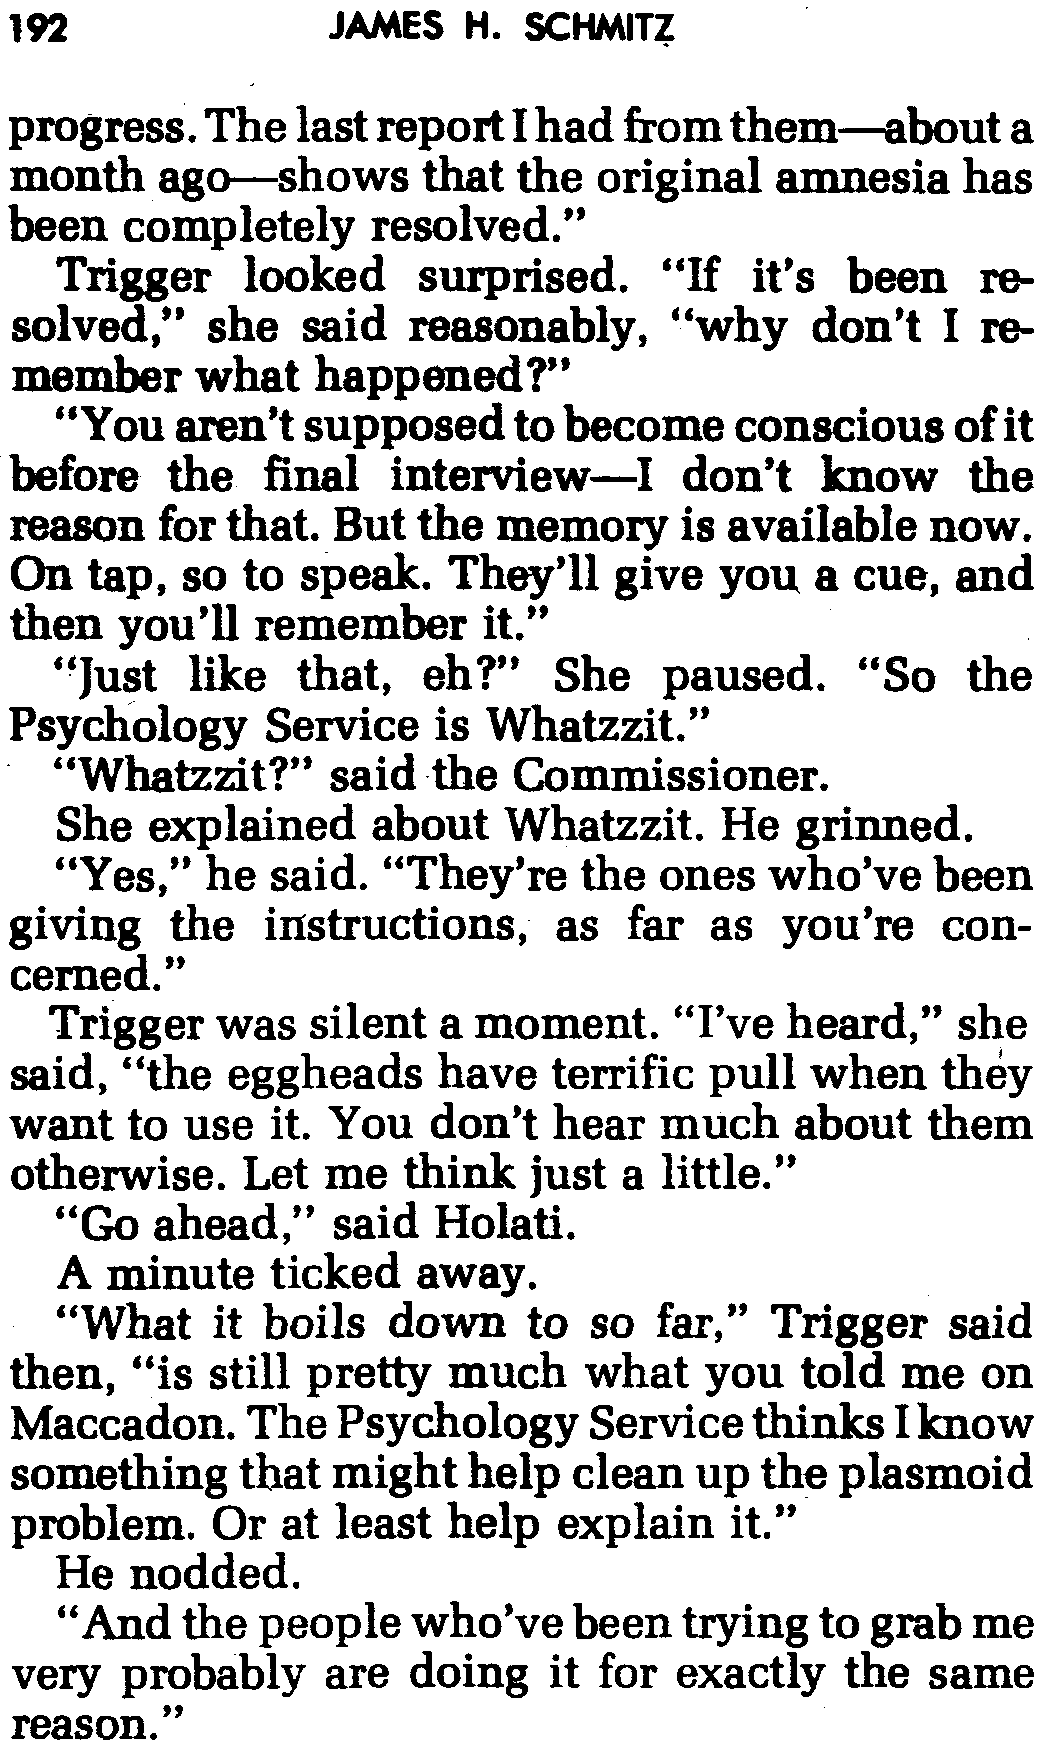 192 JAMES H. SCHMITZ
progress. The last report I had from them—about a
month ago—shows that the original amnesia has
been completely resolved.”
Trigger looked surprised. “If it's been re-
solved,” she said reasonably, “why don't I re-
member what happened?”
“You aren't supposed to become conscious of it
before the final interview—I don't know the
reason for that. But the memory is available now.
On tap, so to speak. They'll give you a cue, and
then you'll remember it.”
“Just like that, eh?” She paused. “So the
Psychology Service is Whatzzit.”
“Whatzzit?” said the Commissioner.
She explained about Whatzzit. He grinned.
“Yes,” he said. “They're the ones who've been
giving the instructions, as far as you're con-
cerned.”
Trigger was silent a moment. “I've heard,” she
said, “the eggheads have terrific pull when they
want to use it. You don't hear much about them
otherwise. Let me think just a little.”
“Go ahead,” said Holati.
A minute ticked away.
“What it boils down to so far,” Trigger said
then, “is still pretty much what you told me on
Maccadon. The Psychology Service thinks I know
something that might help clean up the plasmoid
problem. Or at least help explain it.”
He nodded.
“And the people who've been trying to grab me
very probably are doing it for exactly the same
reason.”